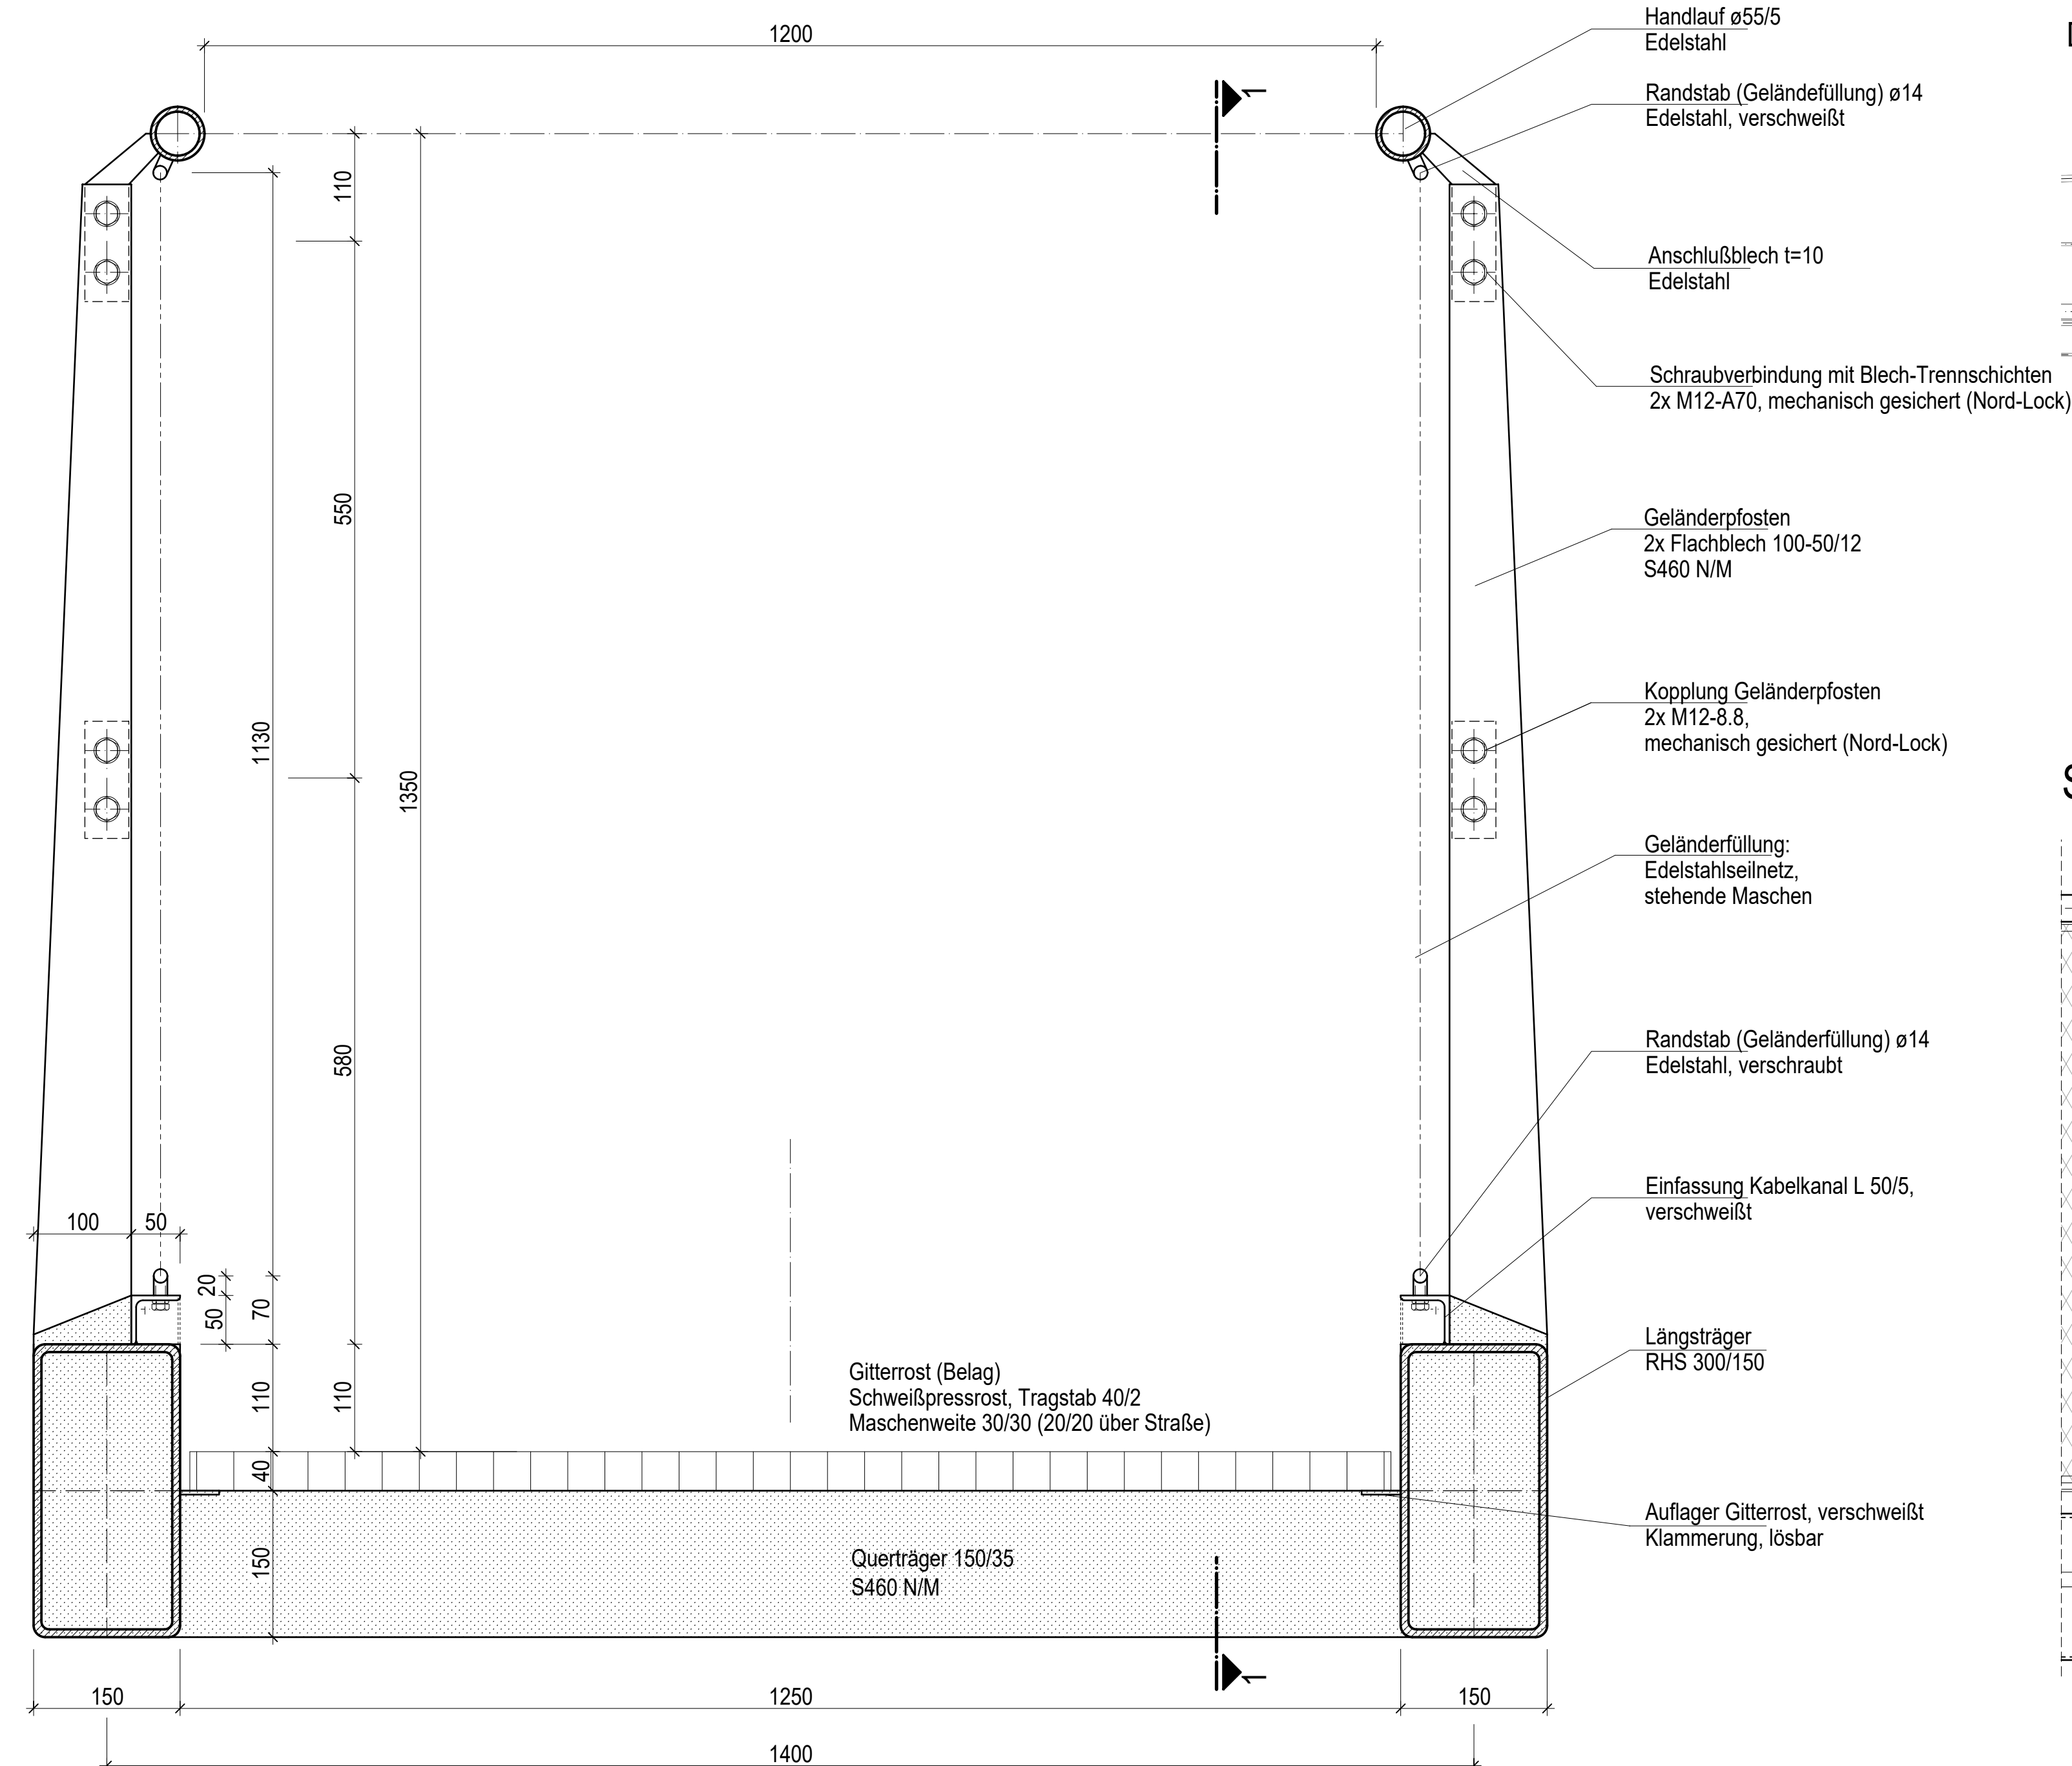 1200
Handlauf ø55/5
Edelstahl
Randstab (Geländefüllung) ø14
Edelstahl, verschweißt
1
110
Anschlußblech t=10
Edelstahl
Schraubverbindung mit Blech-Trennschichten
2x M12-A70, mechanisch gesichert (Nord-Lock)
550
Geländerpfosten
2x Flachblech 100-50/12
S460 N/M
1130
1350
Kopplung Geländerpfosten
2x M12-8.8,
mechanisch gesichert (Nord-Lock)
Geländerfüllung:
Edelstahlseilnetz,
stehende Maschen
580
Randstab (Geländerfüllung) ø14
Edelstahl, verschraubt
100
50
20
50
70
Einfassung Kabelkanal L 50/5,
verschweißt
Längsträger
RHS 300/150
110
110
Gitterrost (Belag)
Schweißpressrost, Tragstab 40/2
Maschenweite 30/30 (20/20 über Straße)
40
Auflager Gitterrost, verschweißt
Klammerung, lösbar
150
Querträger 150/35
S460 N/M
1
150
1250
150
1400